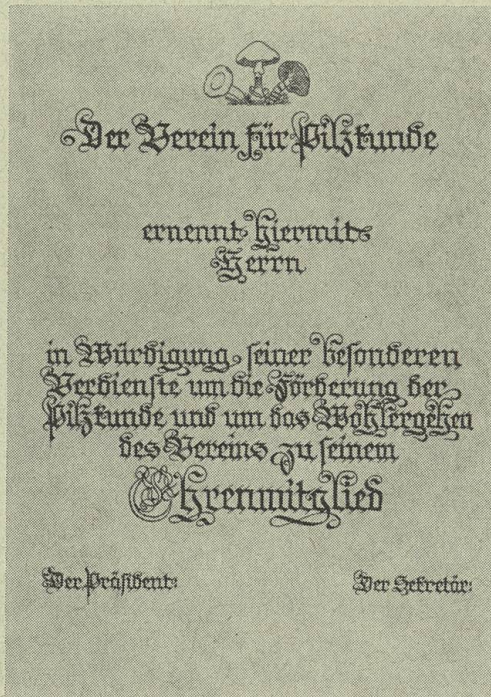 Der Verein für Pilzkunde
ernennt hiermit
Herrn
in Würdigung seiner besonderen
Verdienste um die Förderung der
Pilzkunde und um das Wohlergehen
des Vereins zu seinem
Ehrenmitglied
Der Präsident: Der Sekretär: